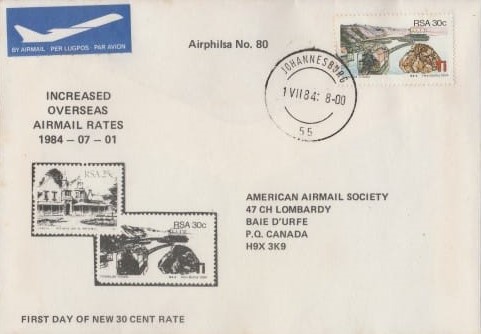 BY AIRMAIL PER LUGPOS PAR AVION
Airphilsa No. 80
RSA 30c
JOHANNESBURG
1 VII 84: 8-00
55
INCREASED
OVERSEAS
AIRMAIL RATES
1984 - 07 - 01
RSA 25c
RSA 30c
AMERICAN AIRMAIL SOCIETY
47 CH LOMBARDY
BAIE D'URFE
P.Q. CANADA
H9X 3K9
FIRST DAY OF NEW 30 CENT RATE